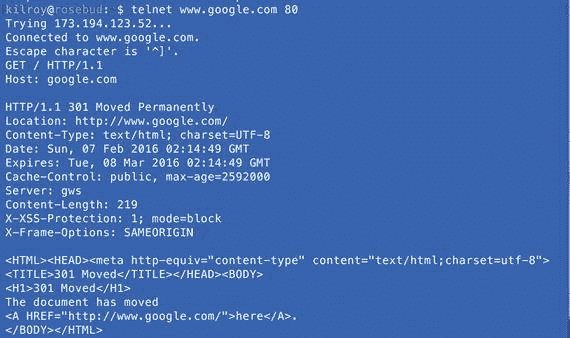 kilroy@rosebud: $ telnet www.google.com 80
Trying 173.194.123.52...
Connected to www.google.com.
Escape character is '^]'.
GET / HTTP/1.1
Host: google.com

HTTP/1.1 301 Moved Permanently
Location: http://www.google.com/
Content-Type: text/html; charset=UTF-8
Date: Sun, 07 Feb 2016 02:14:49 GMT
Expires: Tue, 08 Mar 2016 02:14:49 GMT
Cache-Control: public, max-age=2592000
Server: gws
Content-Length: 219
X-XSS-Protection: 1; mode=block
X-Frame-Options: SAMEORIGIN

<HTML><HEAD><meta http-equiv="content-type" content="text/html;charset=utf-8">
<TITLE>301 Moved</TITLE></HEAD><BODY>
<H1>301 Moved</H1>
The document has moved
<A HREF="http://www.google.com/">here</A>.
</BODY></HTML>